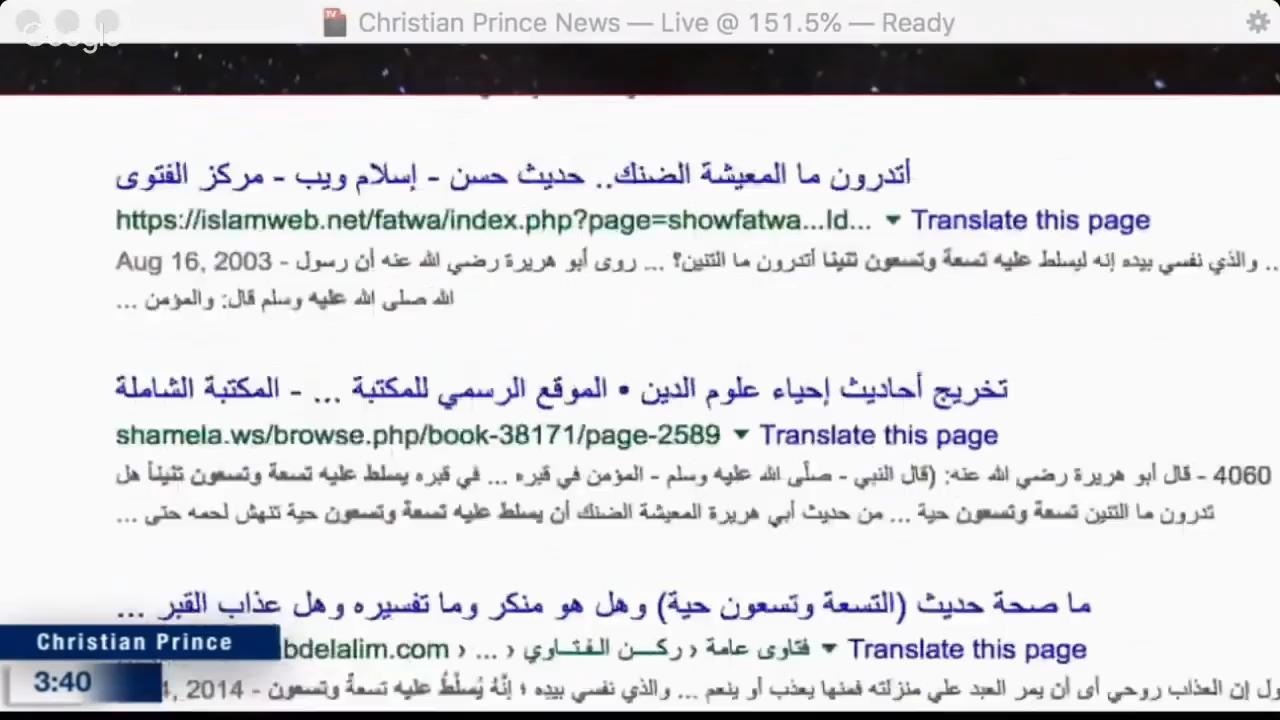 Christian Prince News — Live @ 151.5% — Ready
Google
أتدرون ما المعيشة الضنك.. حديث حسن - إسلام ويب - مركز الفتوى
https://islamweb.net/fatwa/index.php?page=showfatwa...Id... ▼ Translate this page
Aug 16, 2003 - والذي نفسي بيده إنه ليسلط عليه تسعة وتسعون تنينا أتدرون ما التنين؟ ... روى أبو هريرة رضي الله عنه أن رسول
الله صلى الله عليه وسلم قال: والمؤمن ...
تخريج أحاديث إحياء علوم الدين • الموقع الرسمي للمكتبة ... - المكتبة الشاملة
shamela.ws/browse.php/book-38171/page-2589 ▼ Translate this page
4060 - قال أبو هريرة رضي الله عنه: (قال النبي - صلّى الله عليه وسلم - المؤمن في قبره ... في قبره يسلط عليه تسعة وتسعون تنيناً هل
تدرون ما التنين تسعة وتسعون حية ... من حديث أبي هريرة المعيشة الضنك أن يسلط عليه تسعة وتسعون حية تنهش لحمه حتى ...
ما صحة حديث (التسعة وتسعون حية) وهل هو منكر وما تفسيره وهل عذاب القبر ...
Christian Prince
bdelalim.com › ... › فتاوى عامة › ركن الفتاوي ▼ Translate this page
3:40
4, 2014 - ول إن العذاب روحي أى أن يمر العبد علي منزلته فمنها يعذب أو ينعم ... والذي نفسي بيده ؛ إنَّهُ يُسلَّطُ عليه تسعةٌ وتسعون